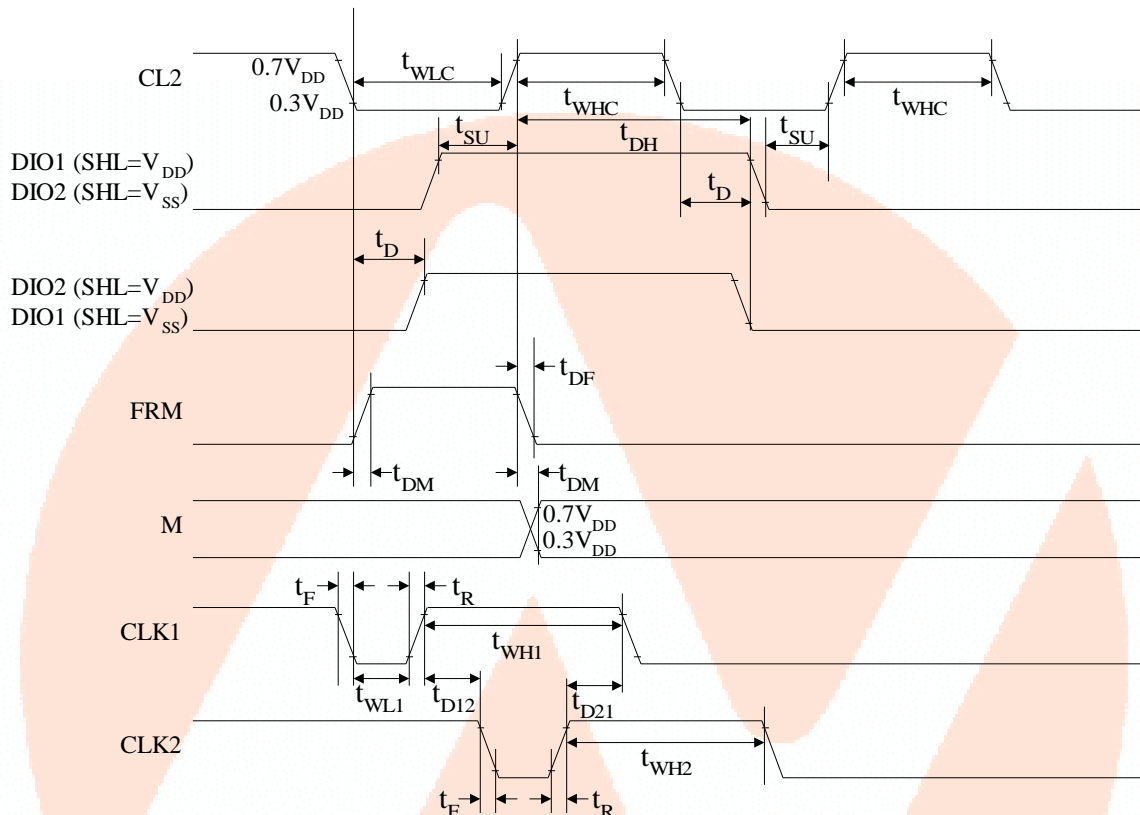 CL2
0.7VDD
0.3VDD
tWLC
tWHC
tWHC
tSU
tDH
tSU
DIO1 (SHL=VDD)
DIO2 (SHL=VSS)
tD
tD
DIO2 (SHL=VDD)
DIO1 (SHL=VSS)
tDF
FRM
tDM
tDM
M
0.7VDD
0.3VDD
tF
tR
CLK1
tWH1
tWL1
tD12
tD21
CLK2
tWH2
tF
tR